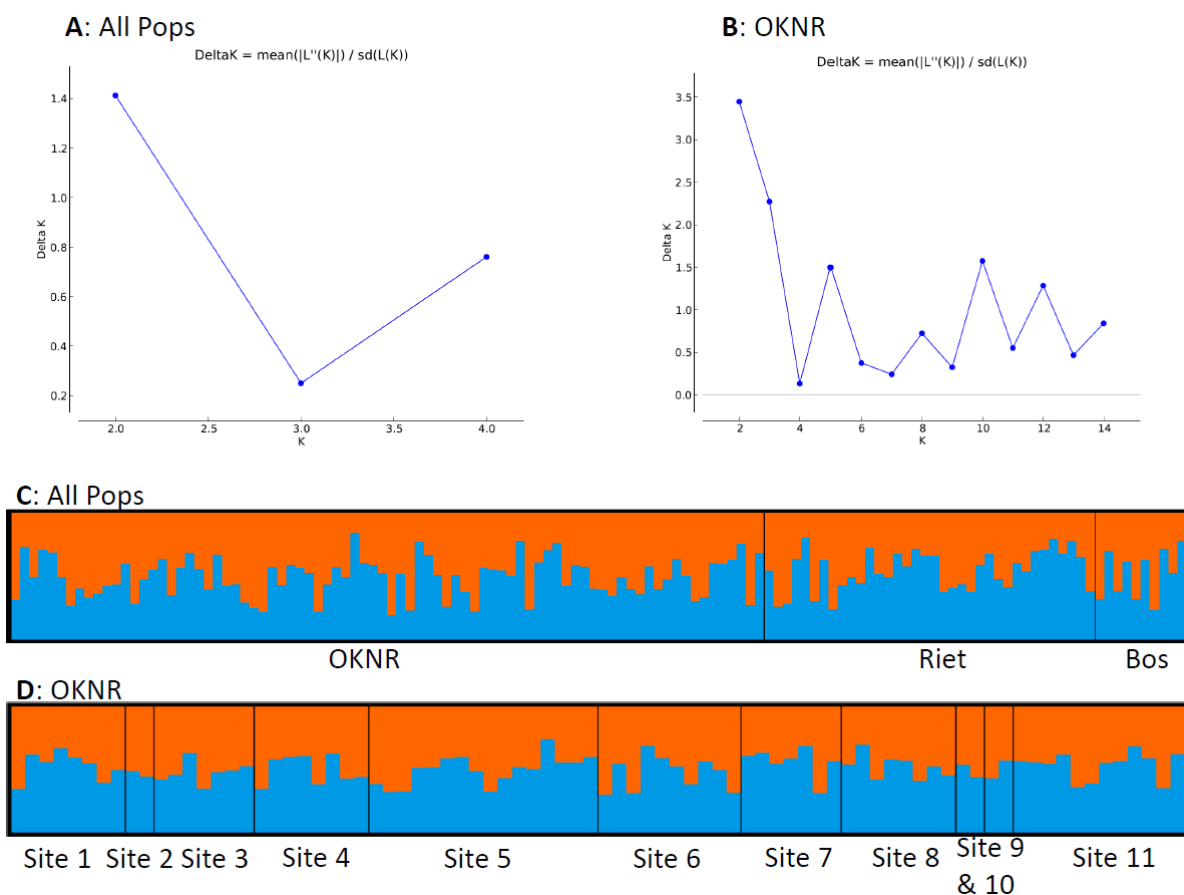 A: All Pops
DeltaK = mean(|L''(K)|) / sd(L(K))
Delta K
1.4
1.2
1.0
0.8
0.6
0.4
0.2
2.0 2.5 3.0 3.5 4.0
K
B: OKNR
DeltaK = mean(|L''(K)|) / sd(L(K))
Delta K
3.5
3.0
2.5
2.0
1.5
1.0
0.5
0.0
2 4 6 8 10 12 14
K
C: All Pops
OKNR Riet Bos
D: OKNR
Site 1 Site 2 Site 3 Site 4 Site 5 Site 6 Site 7 Site 8 Site 9
& 10 Site 11